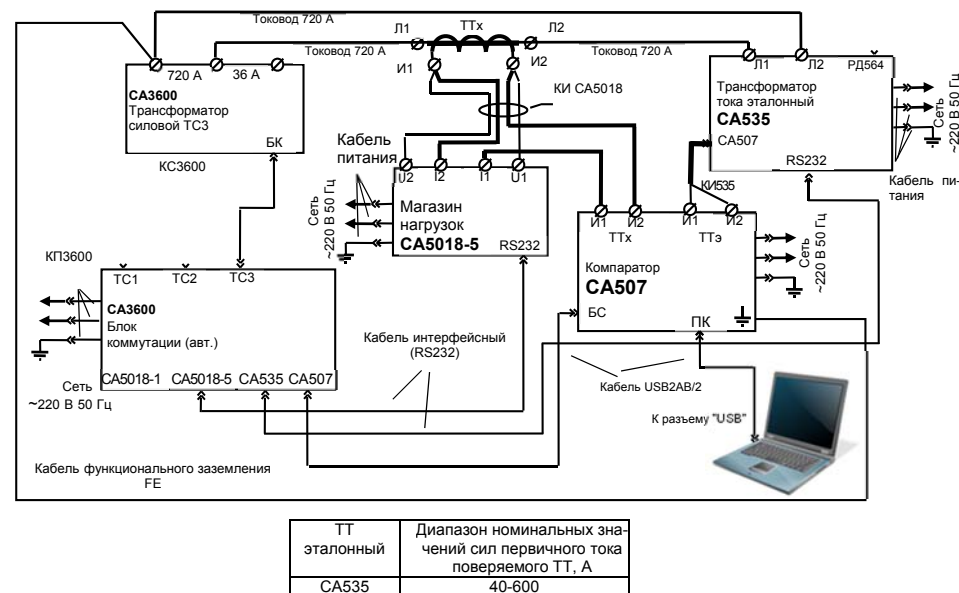 Токовод 720 А
Л1
ТТх
Л2
Токовод 720 А
Токовод 720 А
720 А
36 А
И1
И2
Л1
Л2
РД564
СА3600
Трансформатор
силовой ТС3
БК
КС3600
КИ СА5018
Трансформатор
тока эталонный
СА535
СА507
RS232
Сеть
~220 В 50 Гц
Кабель пи-
тания
Кабель
питания
U2
I2
I1
U1
Магазин
нагрузок
СА5018-5
RS232
Сеть
~220 В 50 Гц
КИ535
И1
И2
И1
И2
ТТх
ТТэ
Компаратор
СА507
БС
ПК
Сеть
~220 В 50 Гц
КП3600
ТС1
ТС2
ТС3
СА3600
Блок
коммутации (авт.)
СА5018-1
СА5018-5
СА535
СА507
Сеть
~220 В 50 Гц
Кабель интерфейсный
(RS232)
Кабель USB2AB/2
К разъему "USB"
Кабель функционального заземления
FE
ТТ
эталонный
Диапазон номинальных зна-
чений сил первичного тока
поверяемого ТТ, А
СА535
40-600